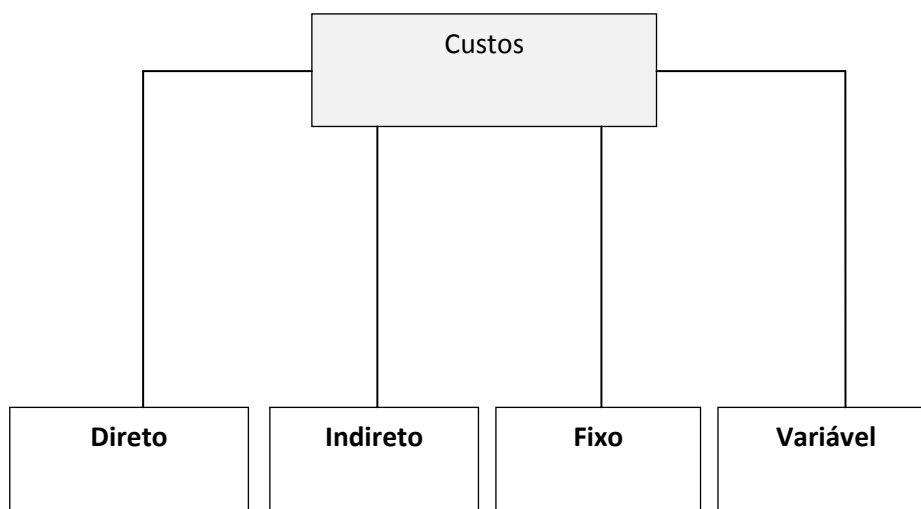 Custos
Direto
Indireto
Fixo
Variável